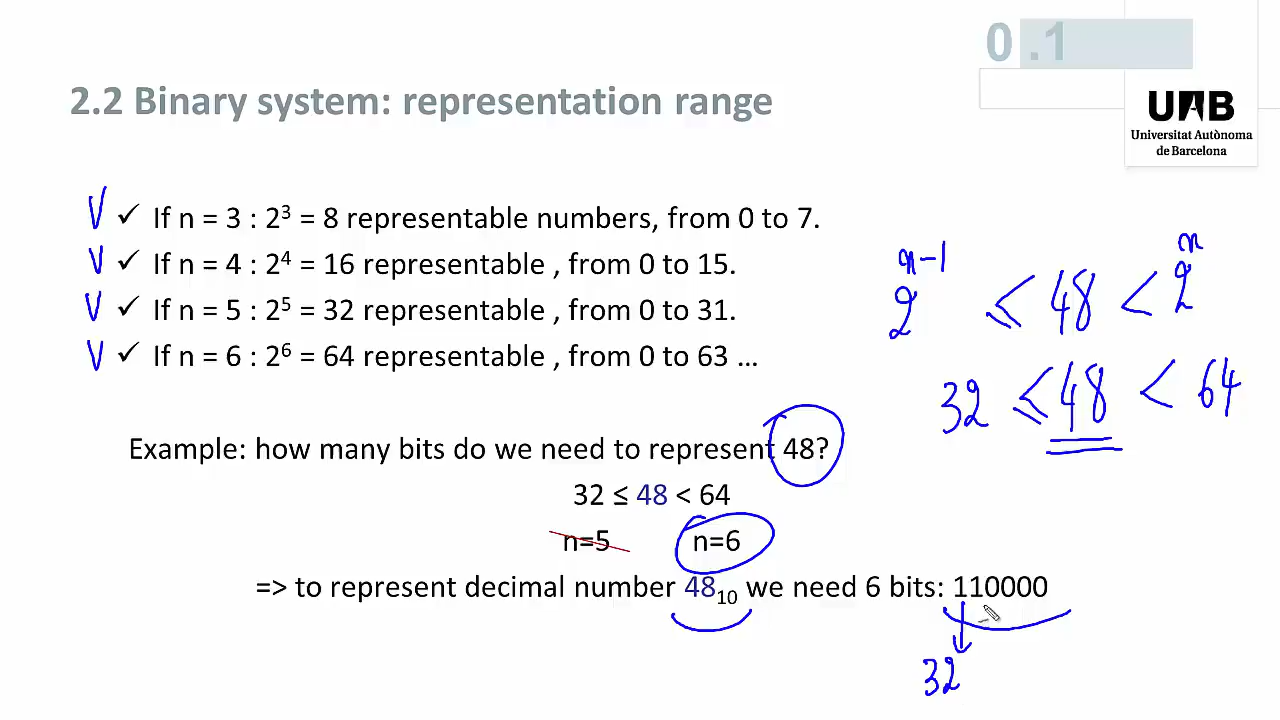 0.1
2.2 Binary system: representation range
UAB
Universitat Autònoma
de Barcelona
V ✓ If n = 3 : 2³ = 8 representable numbers, from 0 to 7.
V ✓ If n = 4 : 2⁴ = 16 representable , from 0 to 15.
V ✓ If n = 5 : 2⁵ = 32 representable , from 0 to 31.
V ✓ If n = 6 : 2⁶ = 64 representable , from 0 to 63 ...
2ⁿ⁻¹ ≤ 48 < 2ⁿ
32 ≤ 48 < 64
Example: how many bits do we need to represent 48?
32 ≤ 48 < 64
n=5 n=6
=> to represent decimal number 48₁₀ we need 6 bits: 110000
32